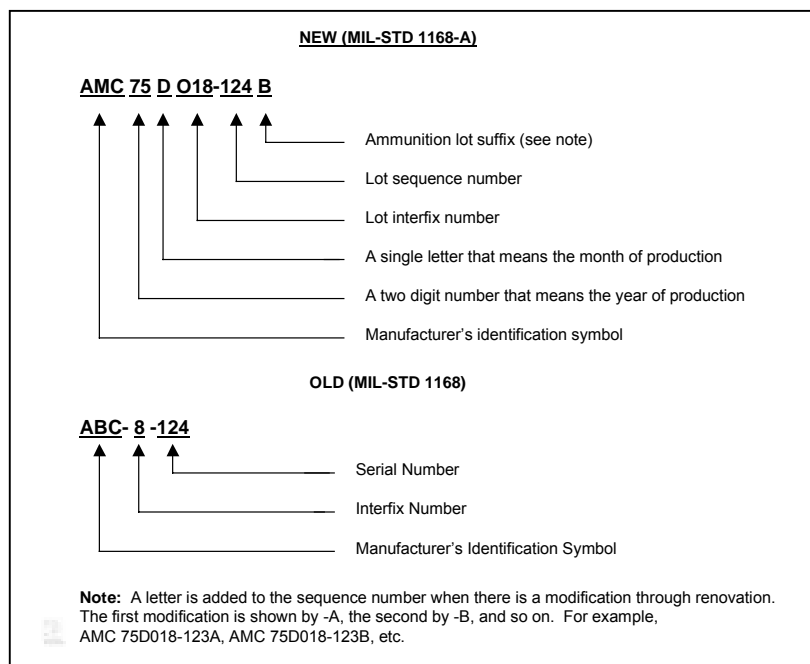 NEW (MIL-STD 1168-A)
AMC 75 D O18-124 B
Ammunition lot suffix (see note)
Lot sequence number
Lot interfix number
A single letter that means the month of production
A two digit number that means the year of production
Manufacturer’s identification symbol
OLD (MIL-STD 1168)
ABC- 8 -124
Serial Number
Interfix Number
Manufacturer’s Identification Symbol
Note: A letter is added to the sequence number when there is a modification through renovation.
The first modification is shown by -A, the second by -B, and so on. For example,
AMC 75D018-123A, AMC 75D018-123B, etc.